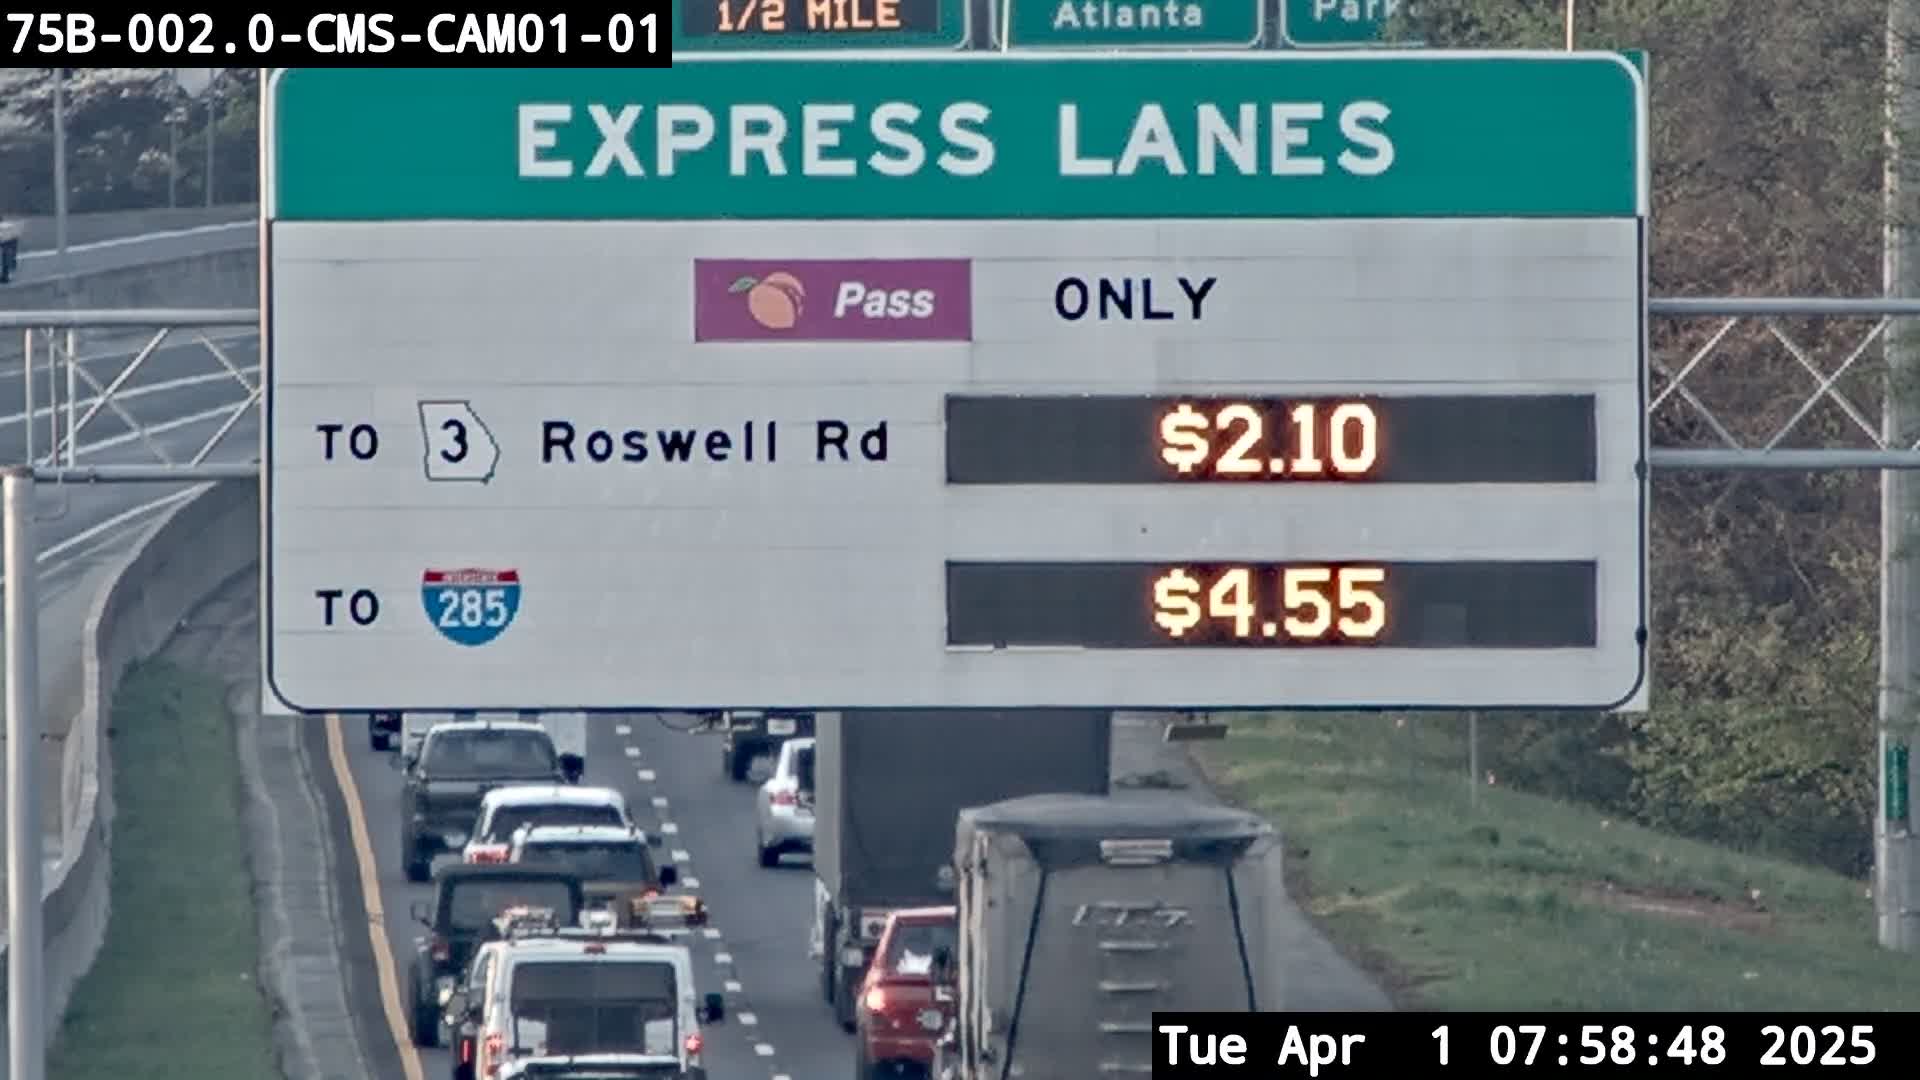 75B-002.0-CMS-CAM01-01
1/2 MILE
Atlanta
EXPRESS LANES
Pass ONLY
TO 3 Roswell Rd $2.10
TO INTERSTATE 285 $4.55
Tue Apr 1 07:58:48 2025